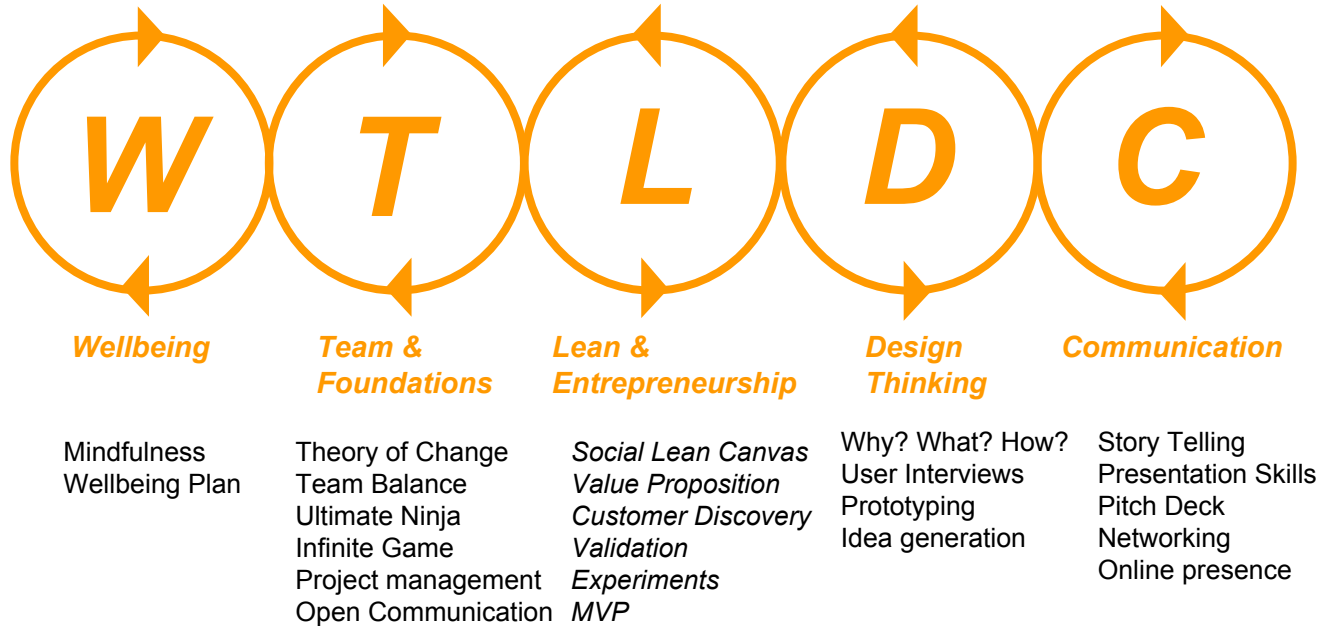 W
T
L
D
C
Wellbeing
Team &
Foundations
Lean &
Entrepreneurship
Design
Thinking
Communication
Mindfulness
Wellbeing Plan
Theory of Change
Team Balance
Ultimate Ninja
Infinite Game
Project management
Open Communication
Social Lean Canvas
Value Proposition
Customer Discovery
Validation
Experiments
MVP
Why? What? How?
User Interviews
Prototyping
Idea generation
Story Telling
Presentation Skills
Pitch Deck
Networking
Online presence